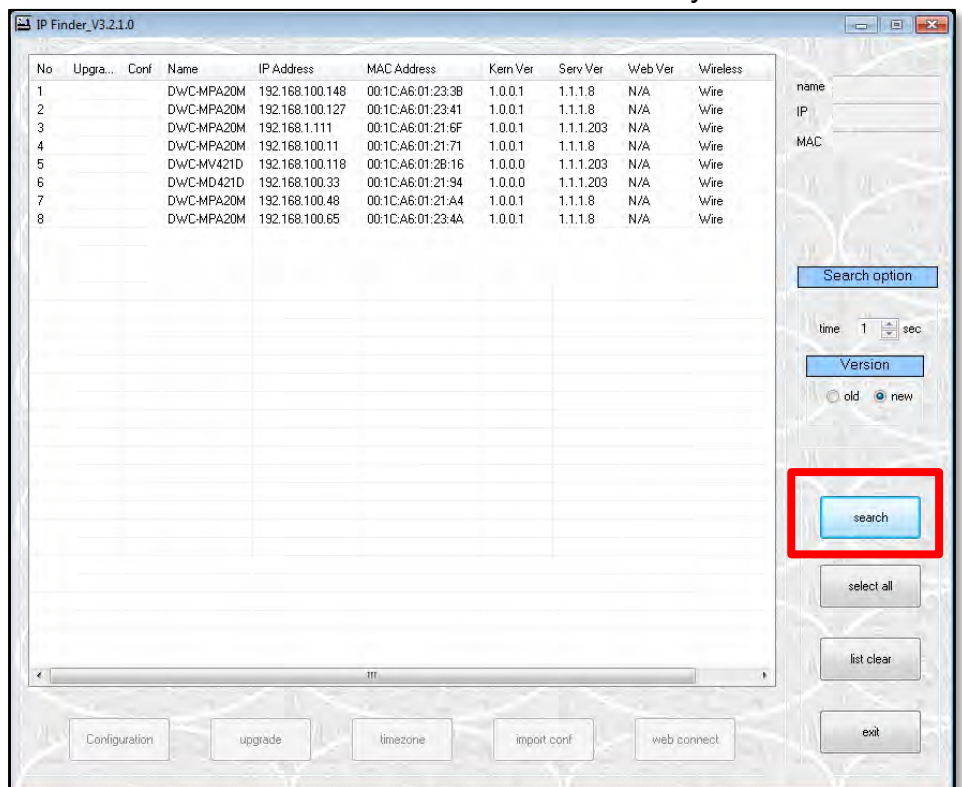 IP Finder_V3.2.1.0
No Upgra... Conf Name IP Address MAC Address Kern Ver Serv Ver Web Ver Wireless
1 DWC-MPA20M 192.168.100.148 00:1C:A6:01:23:3B 1.0.0.1 1.1.1.8 N/A Wire
2 DWC-MPA20M 192.168.100.127 00:1C:A6:01:23:41 1.0.0.1 1.1.1.8 N/A Wire
3 DWC-MPA20M 192.168.1.111 00:1C:A6:01:21:6F 1.0.0.1 1.1.1.203 N/A Wire
4 DWC-MPA20M 192.168.100.11 00:1C:A6:01:21:71 1.0.0.1 1.1.1.8 N/A Wire
5 DWC-MV421D 192.168.100.118 00:1C:A6:01:2B:16 1.0.0.0 1.1.1.203 N/A Wire
6 DWC-MD421D 192.168.100.33 00:1C:A6:01:21:94 1.0.0.0 1.1.1.203 N/A Wire
7 DWC-MPA20M 192.168.100.48 00:1C:A6:01:21:A4 1.0.0.1 1.1.1.8 N/A Wire
8 DWC-MPA20M 192.168.100.65 00:1C:A6:01:23:4A 1.0.0.1 1.1.1.8 N/A Wire
name
IP
MAC
Search option
time 1 sec
Version
old new
search
select all
list clear
exit
Configuration upgrade timezone import conf web connect